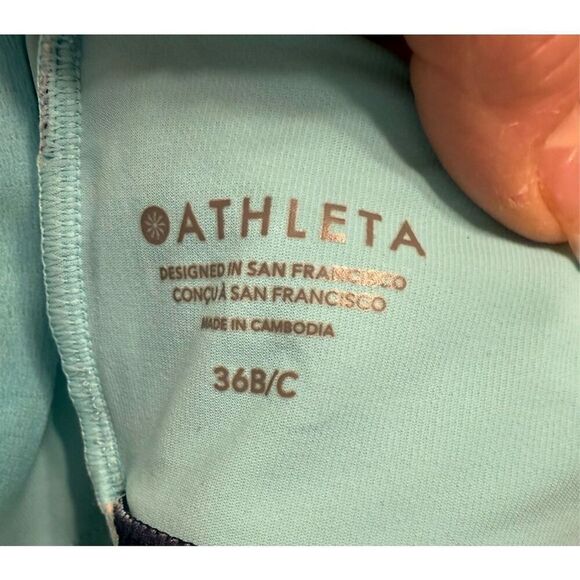 ATHLETA
DESIGNED IN SAN FRANCISCO
CONÇU À SAN FRANCISCO
MADE IN CAMBODIA
36B/C